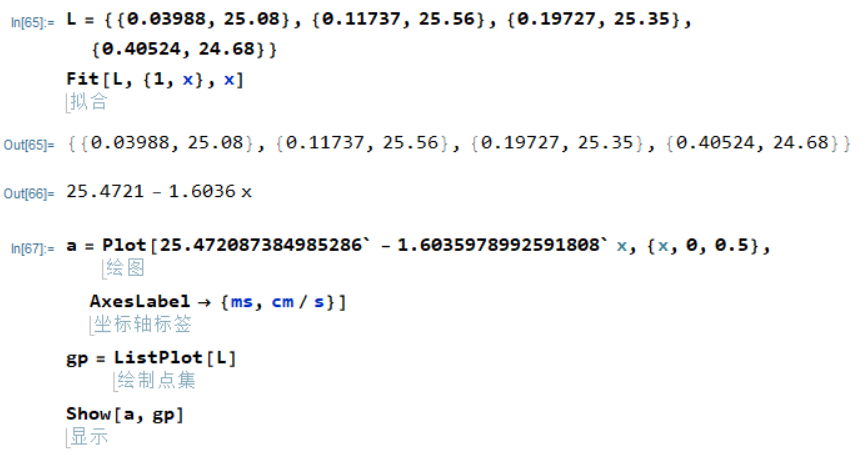 In[65]:= L = {{0.03988, 25.08}, {0.11737, 25.56}, {0.19727, 25.35},
{0.40524, 24.68}}
Fit[L, {1, x}, x]
拟合
Out[65]= {{0.03988, 25.08}, {0.11737, 25.56}, {0.19727, 25.35}, {0.40524, 24.68}}
Out[66]= 25.4721 - 1.6036 x
In[67]:= a = Plot[25.472087384985286` - 1.6035978992591808` x, {x, 0, 0.5},
绘图
AxesLabel → {ms, cm / s}]
坐标轴标签
gp = ListPlot[L]
绘制点集
Show[a, gp]
显示